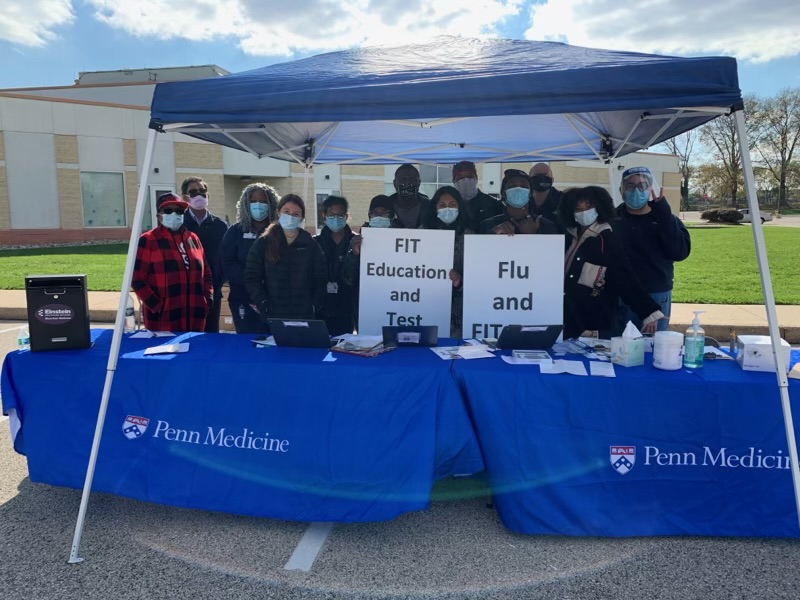 FIT
Education
and
Test
Flu
and
FIT
Einstein
Penn Medicine
Penn Medicin